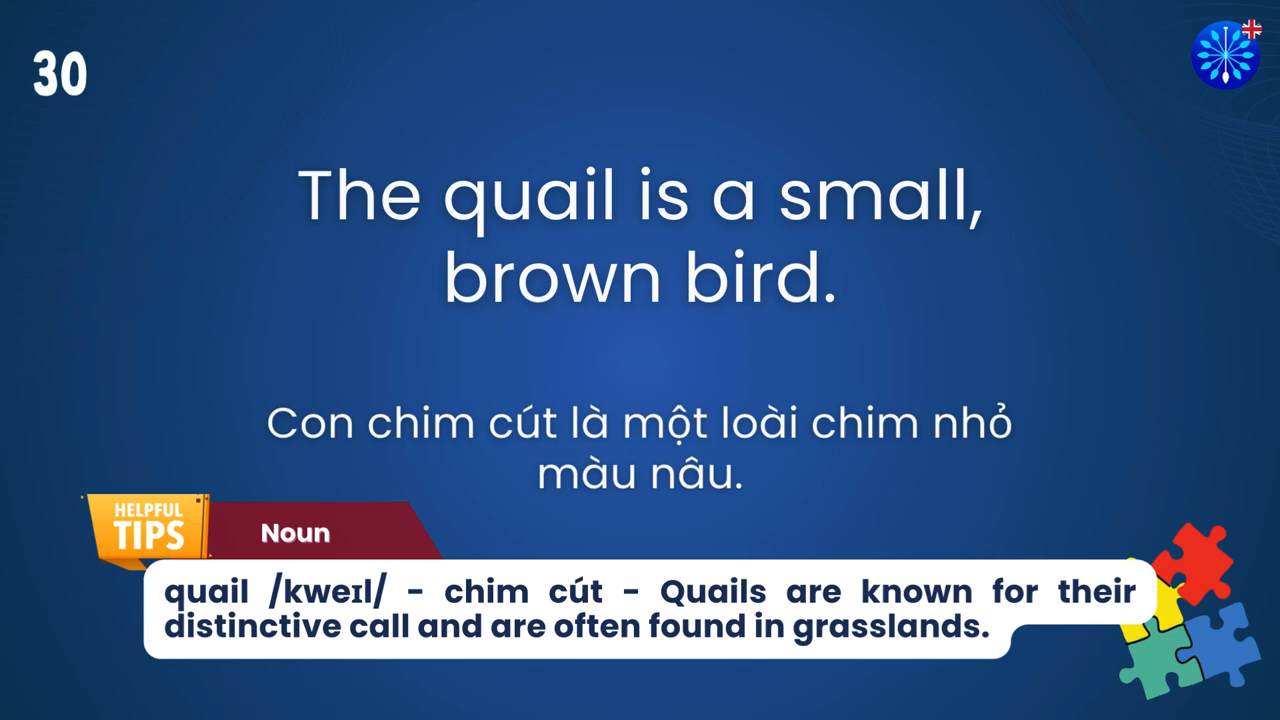 30
The quail is a small,
brown bird.
Con chim cút là một loài chim nhỏ
màu nâu.
HELPFUL
TIPS
Noun
quail /kweɪl/ - chim cút - Quails are known for their
distinctive call and are often found in grasslands.